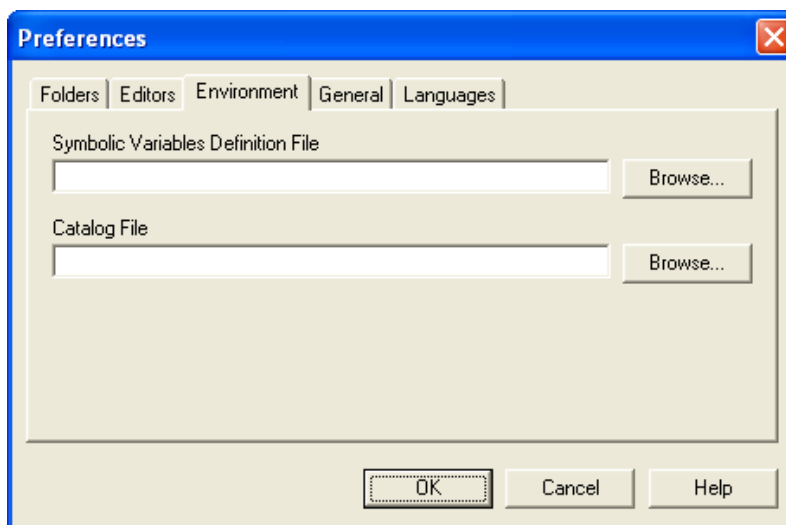 Preferences
Folders Editors Environment General Languages
Symbolic Variables Definition File
Browse...
Catalog File
Browse...
OK Cancel Help